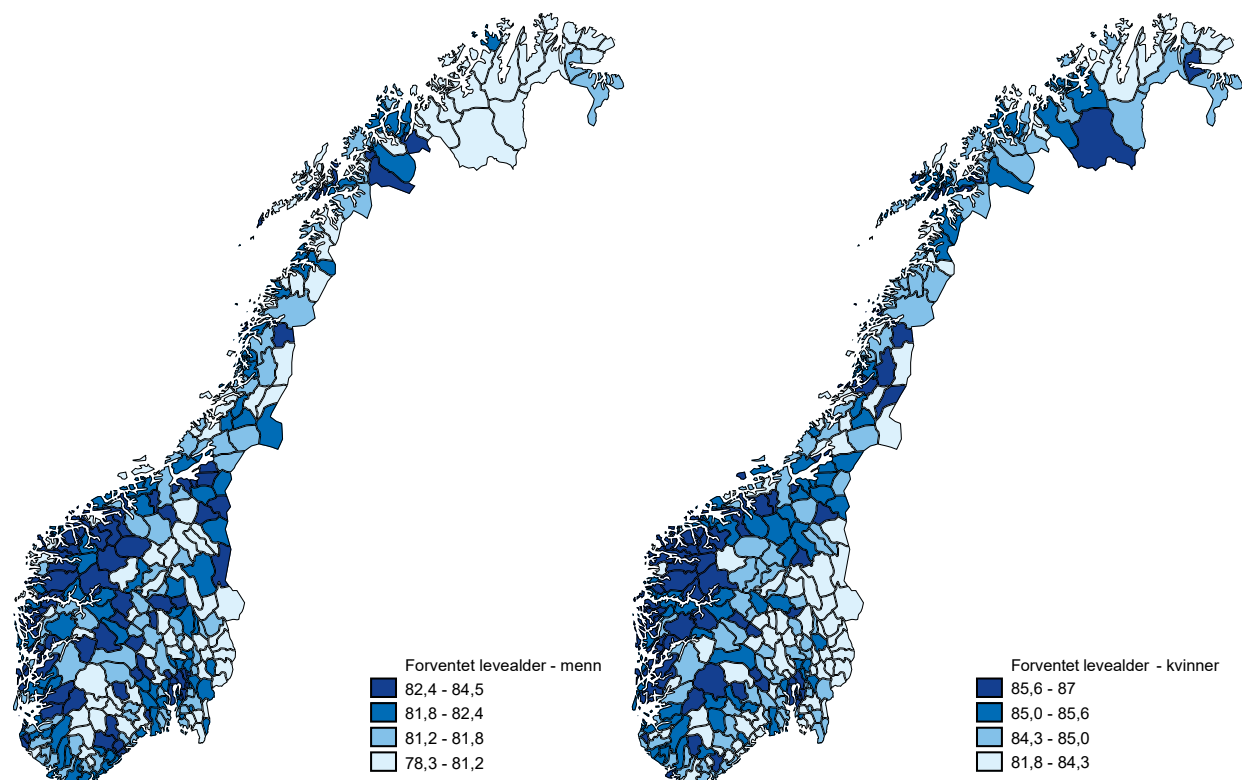 Forventet levealder - menn
82,4 - 84,5
81,8 - 82,4
81,2 - 81,8
78,3 - 81,2
Forventet levealder - kvinner
85,6 - 87
85,0 - 85,6
84,3 - 85,0
81,8 - 84,3